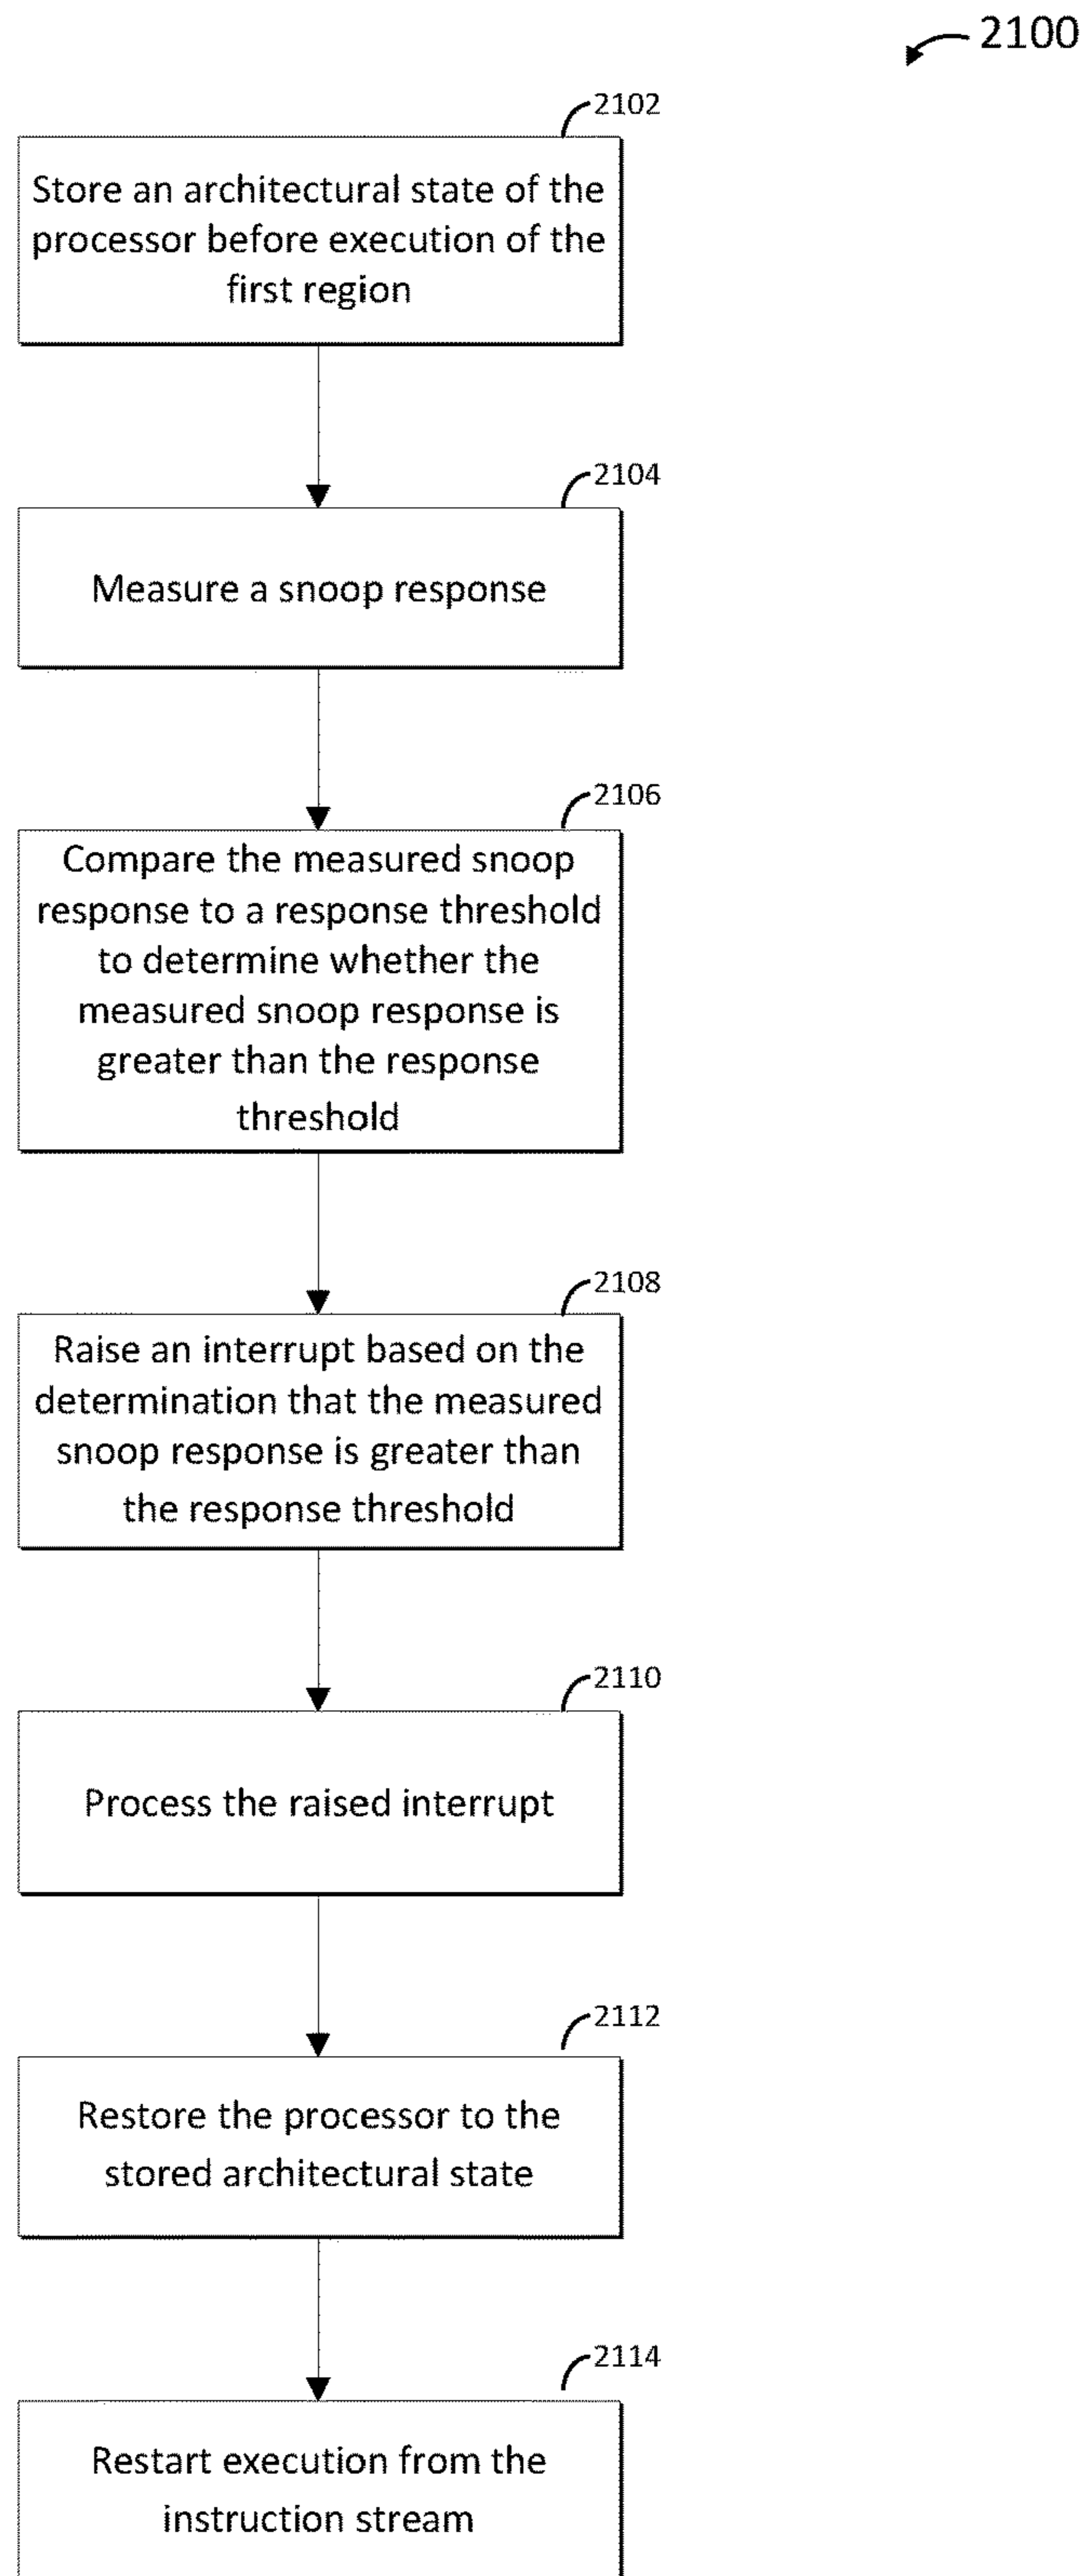 2100
2102
Store an architectural state of the
processor before execution of the
first region
2104
Measure a snoop response
2106
Compare the measured snoop
response to a response threshold
to determine whether the
measured snoop response is
greater than the response
threshold
2108
Raise an interrupt based on the
determination that the measured
snoop response is greater than
the response threshold
2110
Process the raised interrupt
2112
Restore the processor to the
stored architectural state
2114
Restart execution from the
instruction stream